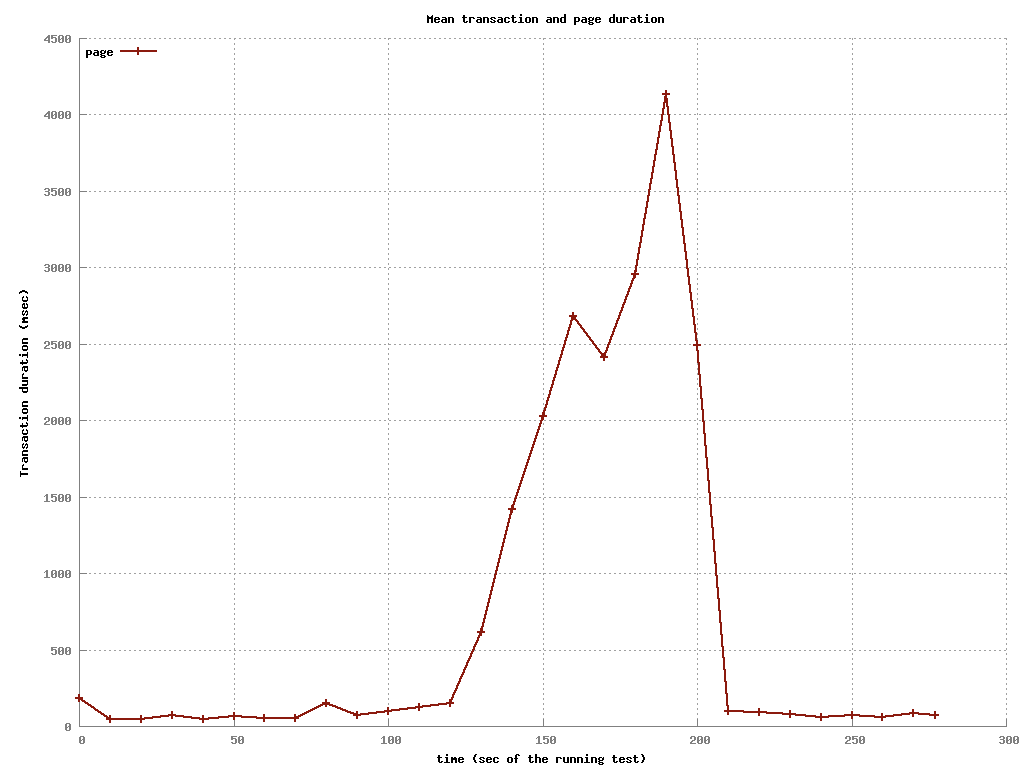 Mean transaction and page duration
4500
page
4000
3500
3000
2500
2000
1500
1000
500
0
Transaction duration (msec)
0 50 100 150 200 250 300
time (sec of the running test)